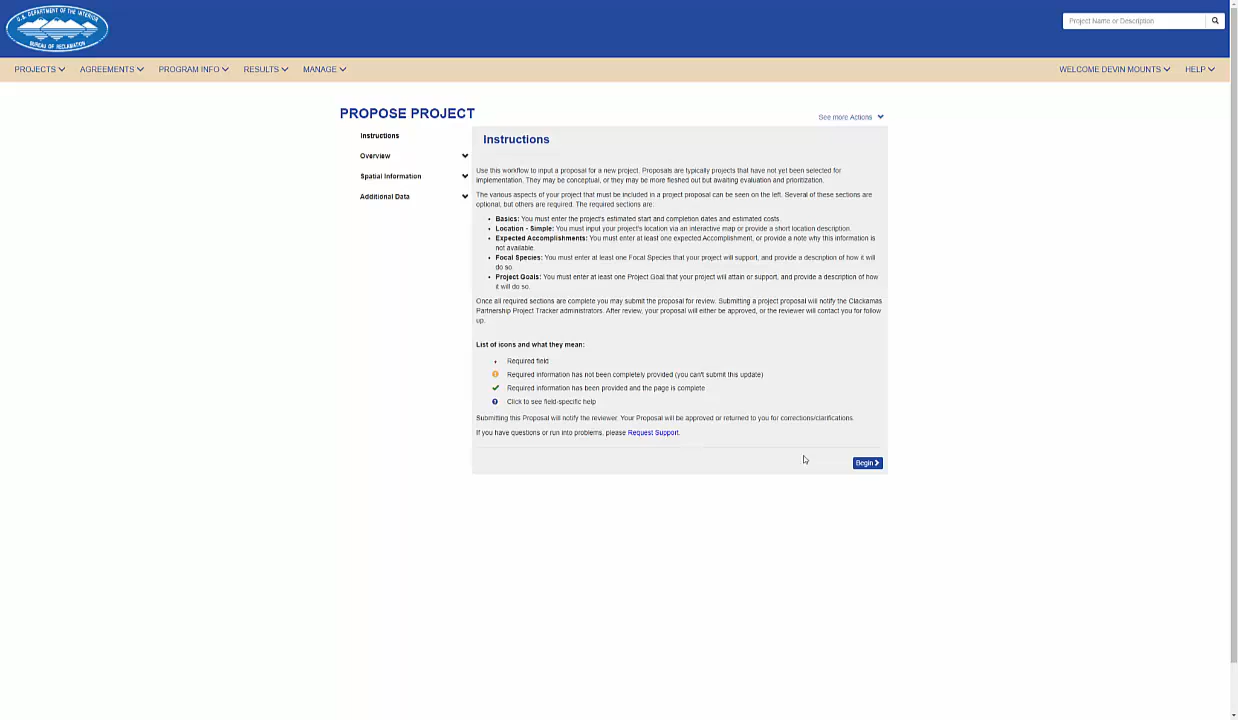 U.S. DEPARTMENT OF THE INTERIOR
BUREAU OF RECLAMATION
Project Name or Description
PROJECTS AGREEMENTS PROGRAM INFO RESULTS MANAGE WELCOME DEVIN MOUNTS HELP
PROPOSE PROJECT
See more Actions
Instructions
Overview
Spatial Information
Additional Data
Instructions
Use this workflow to input a proposal for a new project. Proposals are typically projects that have not yet been selected for
implementation. They may be conceptual, or they may be more fleshed out but awaiting evaluation and prioritization.
The various aspects of your project that must be included in a project proposal can be seen on the left. Several of these sections are
optional, but others are required. The required sections are:
• Basics: You must enter the project's estimated start and completion dates and estimated costs.
• Location - Simple: You must input your project's location via an interactive map or provide a short location description.
• Expected Accomplishments: You must enter at least one expected Accomplishment, or provide a note why this information is
not available.
• Focal Species: You must enter at least one Focal Species that your project will support, and provide a description of how it will
do so.
• Project Goals: You must enter at least one Project Goal that your project will attain or support, and provide a description of how
it will do so.
Once all required sections are complete you may submit the proposal for review. Submitting a project proposal will notify the Clackamas
Partnership Project Tracker administrators. After review, your proposal will either be approved, or the reviewer will contact you for follow
up.
List of icons and what they mean:
Required field
Required information has not been completely provided (you can't submit this update)
Required information has been provided and the page is complete
Click to see field-specific help
Submitting this Proposal will notify the reviewer. Your Proposal will be approved or returned to you for corrections/clarifications.
If you have questions or run into problems, please Request Support.
Begin